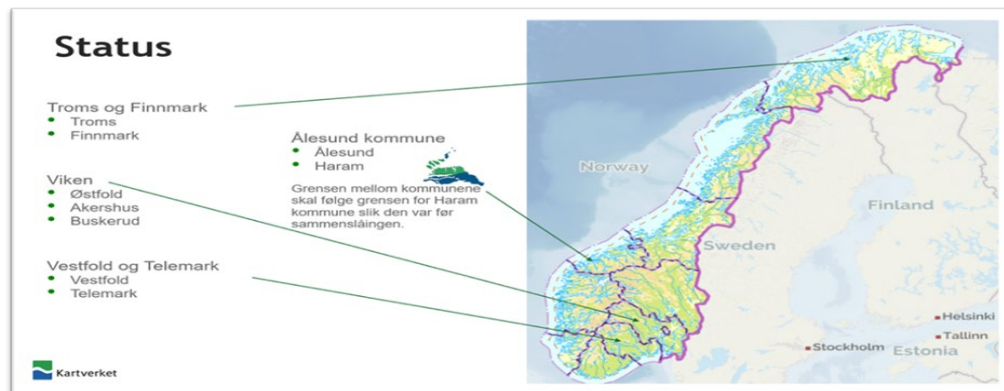 Status
Troms og Finnmark
Troms
Finnmark
Viken
Østfold
Akershus
Buskerud
Vestfold og Telemark
Vestfold
Telemark
Ålesund kommune
Ålesund
Haram
Grensen mellom kommunene
skal følge grensen for Haram
kommune slik den var før
sammenslåingen.
Norway
Finland
Sweden
Helsinki
Tallinn
Stockholm
Estonia
Kartverket